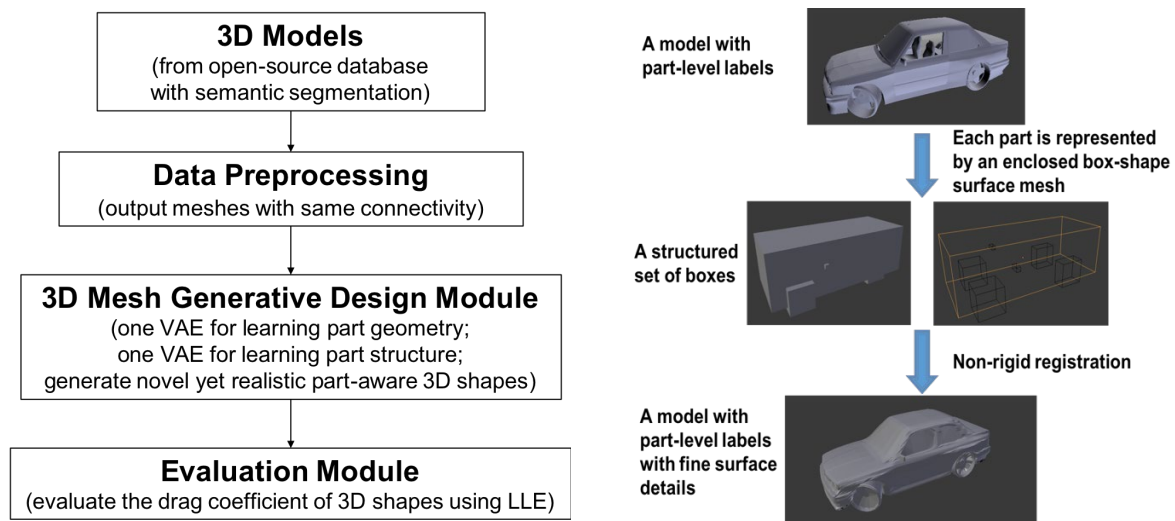 3D Models
(from open-source database
with semantic segmentation)
Data Preprocessing
(output meshes with same connectivity)
3D Mesh Generative Design Module
(one VAE for learning part geometry;
one VAE for learning part structure;
generate novel yet realistic part-aware 3D shapes)
Evaluation Module
(evaluate the drag coefficient of 3D shapes using LLE)
A model with
part-level labels
Each part is represented
by an enclosed box-shape
surface mesh
A structured
set of boxes
Non-rigid registration
A model with
part-level labels
with fine surface
details